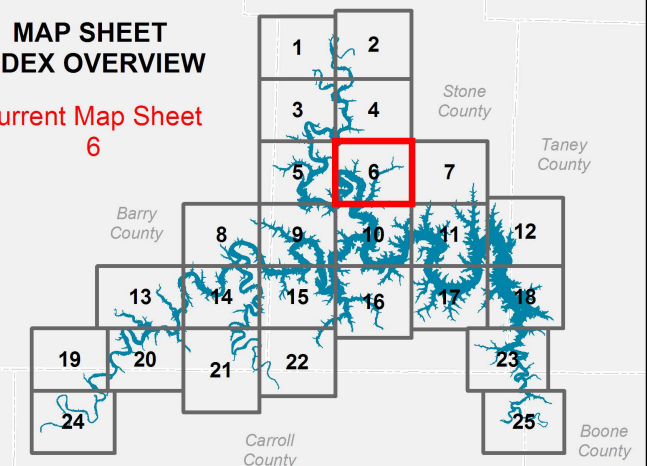 MAP SHEET
DEX OVERVIEW
urrent Map Sheet
6
1
2
3
4
Stone
County
5
6
7
Taney
County
Barry
County
8
9
10
11
12
13
14
15
16
17
18
19
20
21
22
23
24
25
Carroll
County
Boone
County